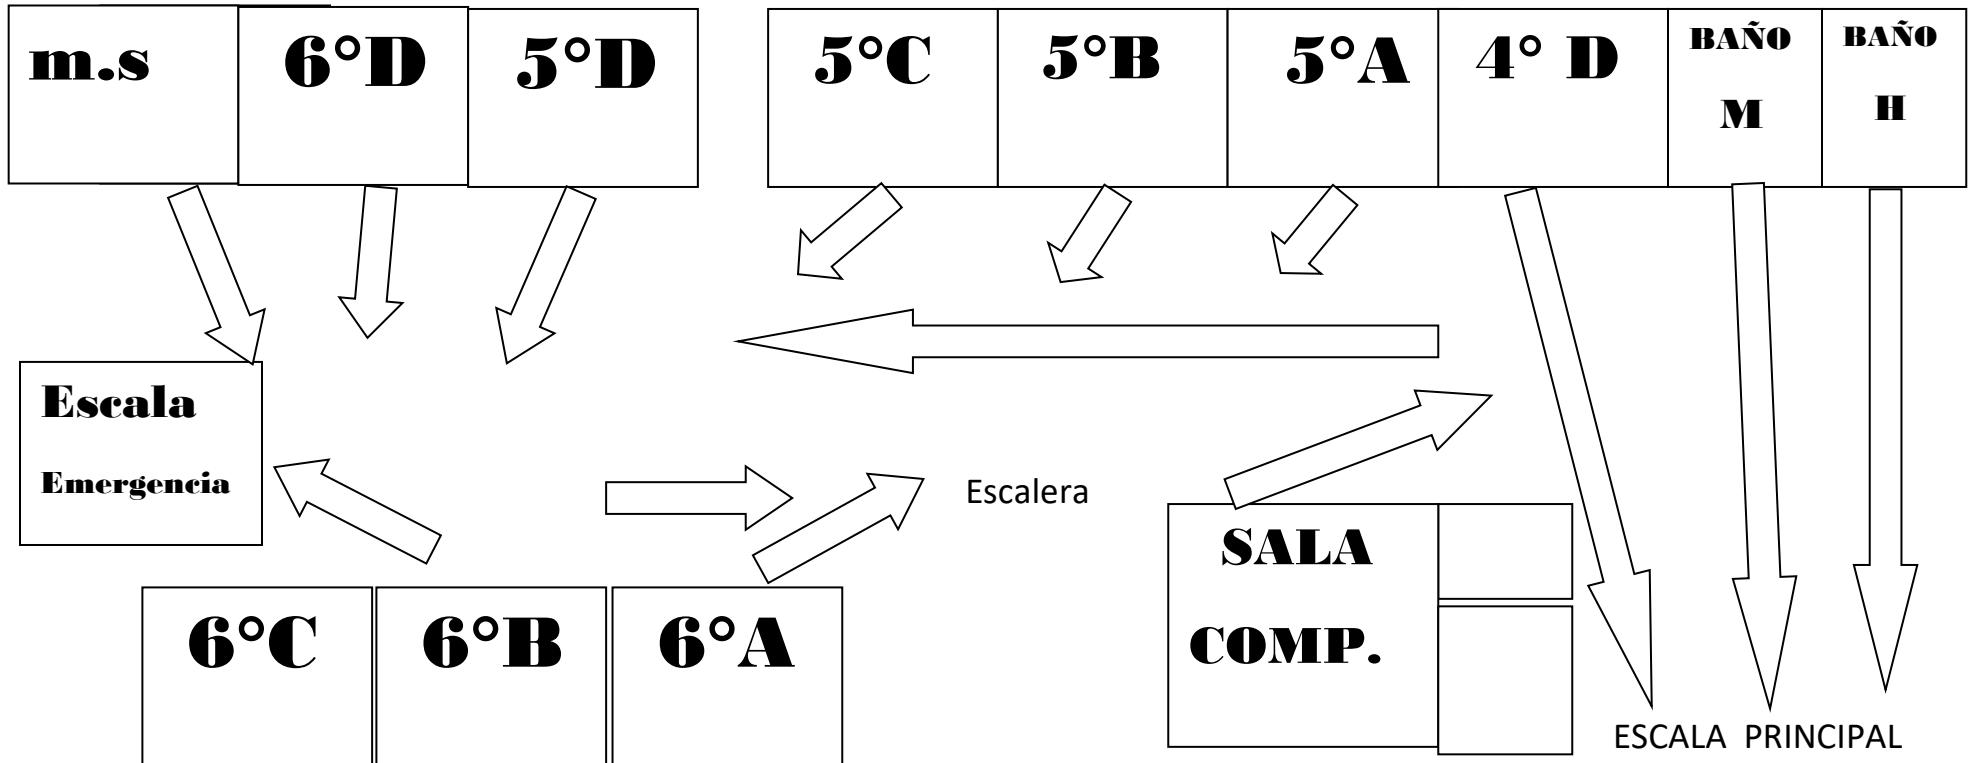 m.s
6°D
5°D
5°C
5°B
5°A
4° D
BAÑO
M
BAÑO
H
Escala
Emergencia
Escalera
SALA
COMP.
6°C
6°B
6°A
ESCALA PRINCIPAL